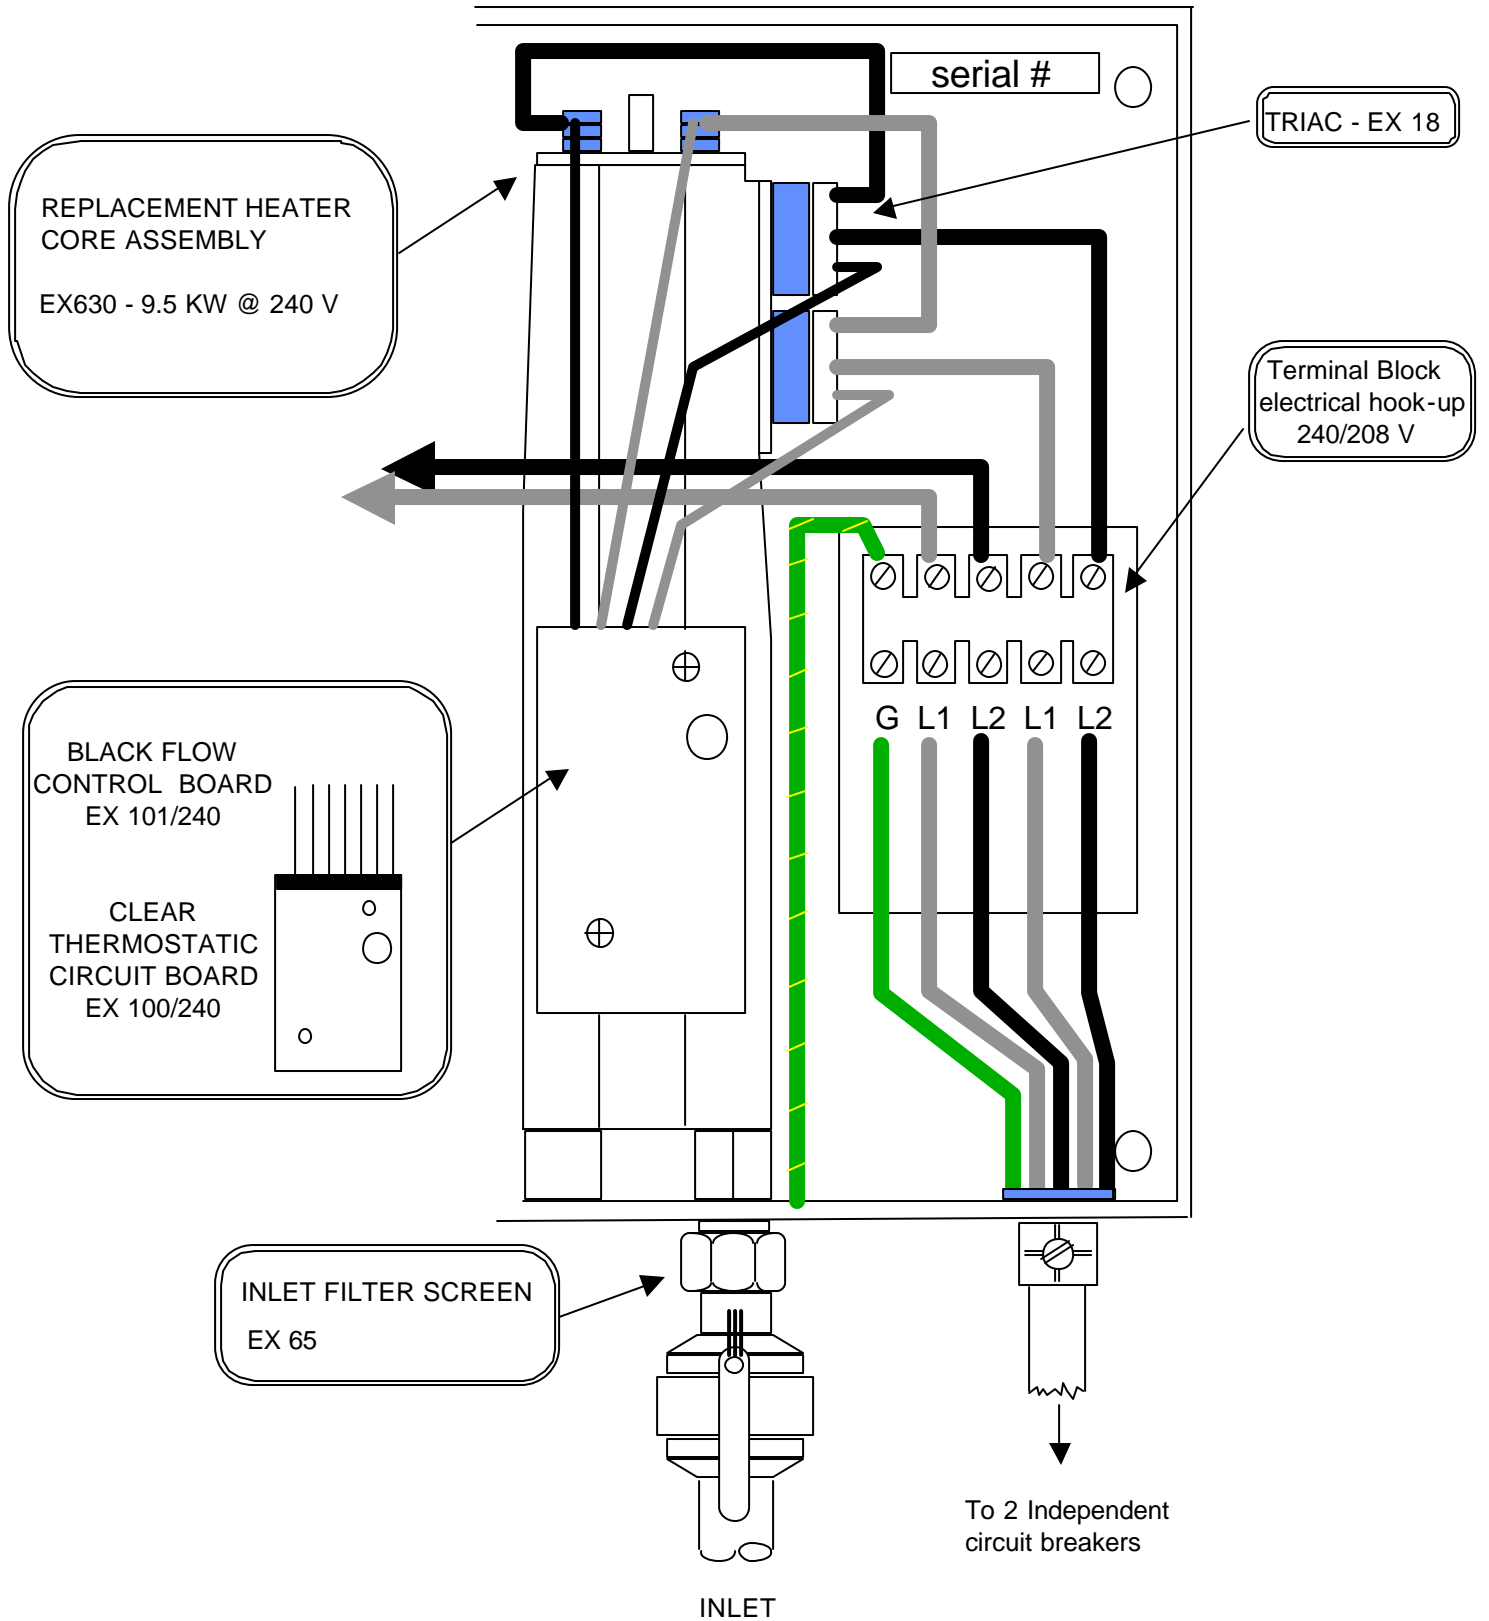 serial #
TRIAC - EX 18
REPLACEMENT HEATER
CORE ASSEMBLY
EX630 - 9.5 KW @ 240 V
Terminal Block
electrical hook-up
240/208 V
G L1 L2 L1 L2
BLACK FLOW
CONTROL BOARD
EX 101/240
CLEAR
THERMOSTATIC
CIRCUIT BOARD
EX 100/240
INLET FILTER SCREEN
EX 65
To 2 Independent
circuit breakers
INLET